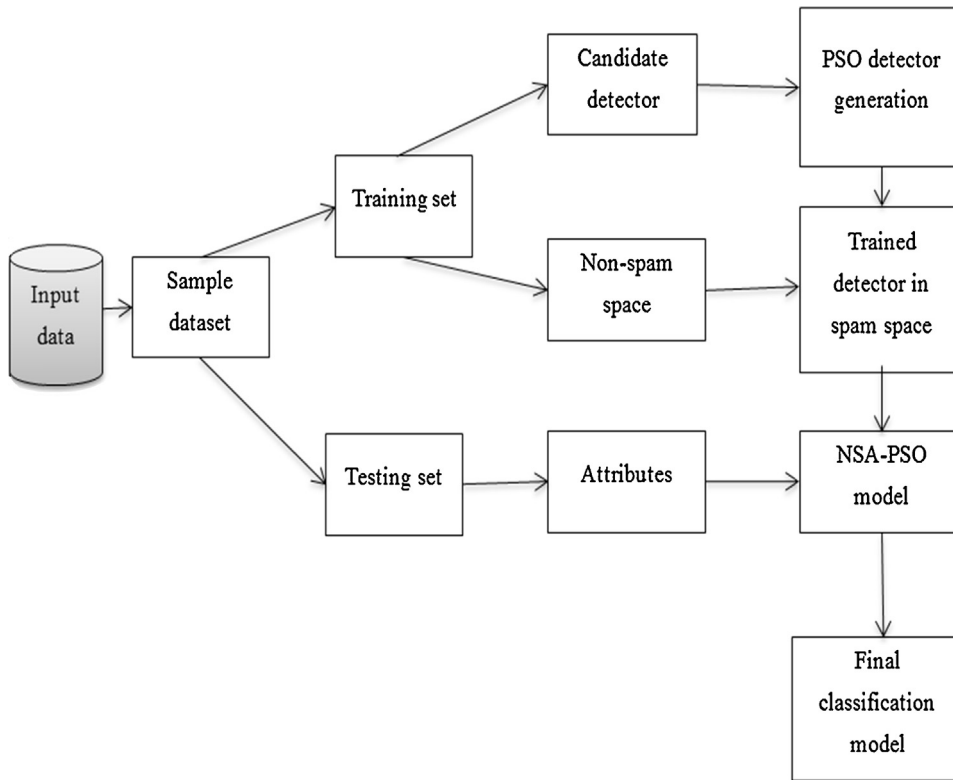 Input
data
Sample
dataset
Training set
Candidate
detector
PSO detector
generation
Non-spam
space
Trained
detector in
spam space
Testing set
Attributes
NSA-PSO
model
Final
classification
model